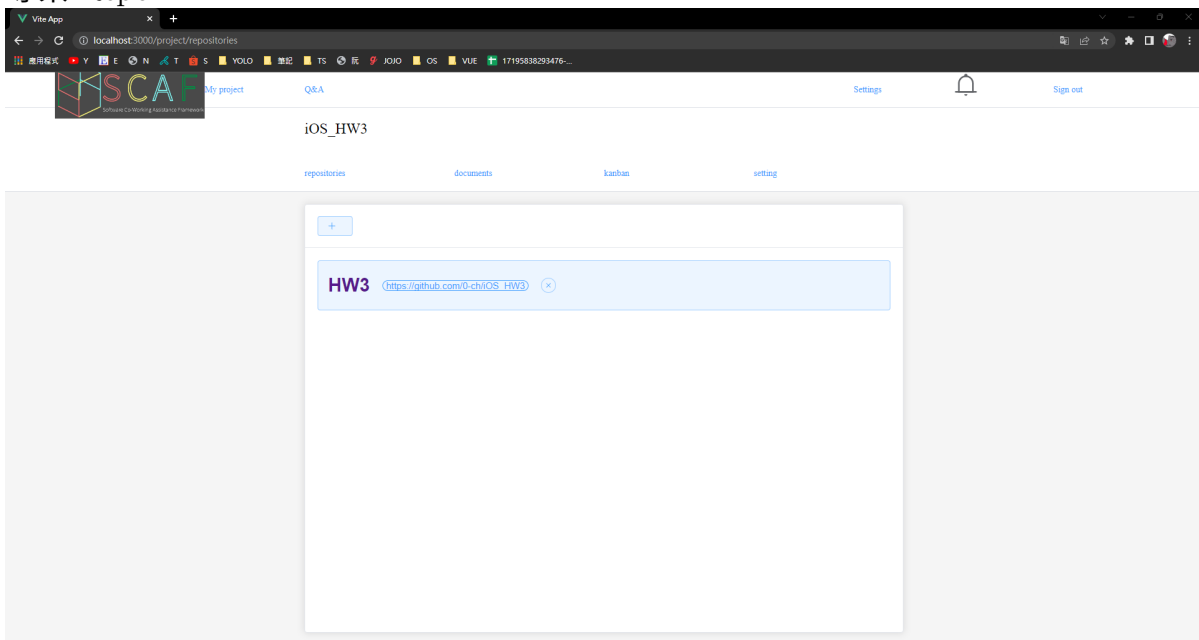 Vite App
localhost:3000/project/repositories
應用程式 Y E N T S YOLO 筆記 TS 玩 JOJO OS VUE 17195838293476-...
SCAF
Software Co-Working Assistance Framework
My project Q&A Settings Sign out
iOS_HW3
repositories documents kanban setting
+
HW3 https://github.com/0-ch/iOS_HW3